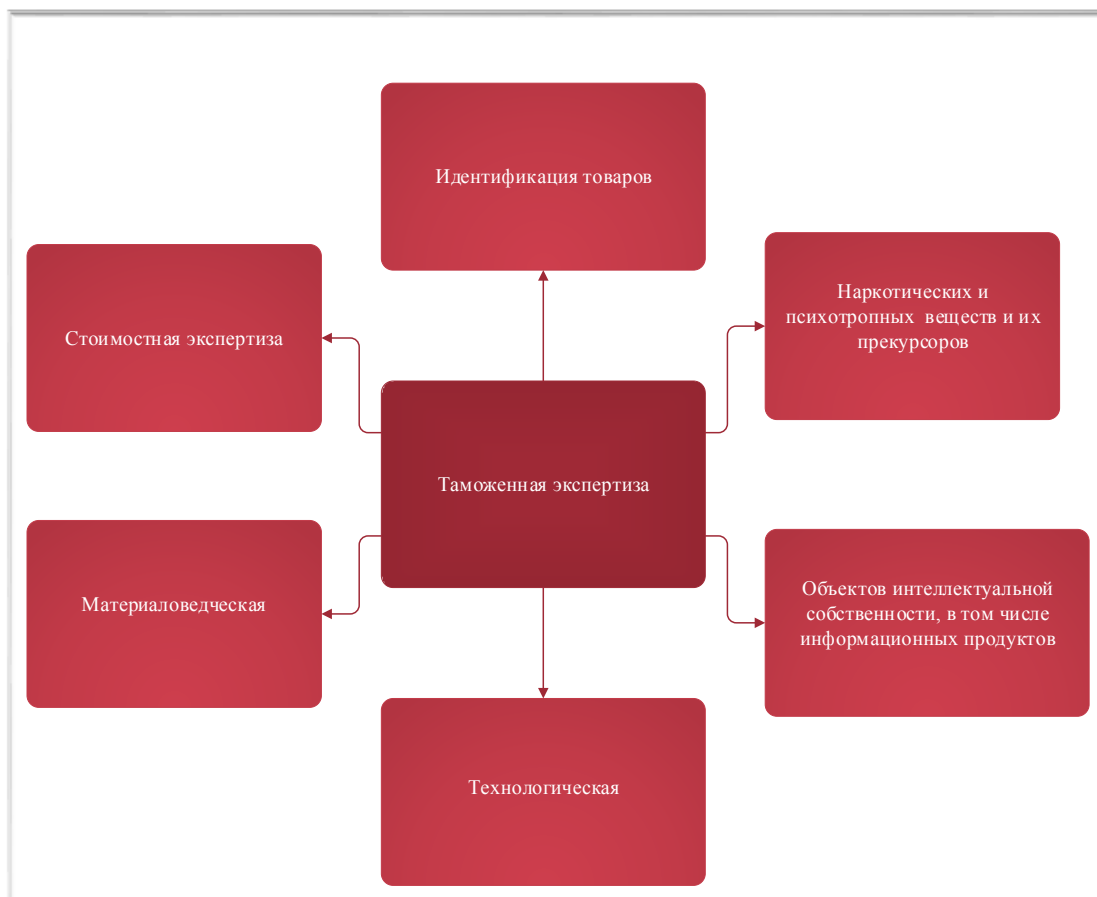 Идентификация товаров
Стоимостная экспертиза
Наркотических и
психотропных веществ и их
прекурсоров
Таможенная экспертиза
Материаловедческая
Объектов интеллектуальной
собственности, в том числе
информационных продуктов
Технологическая